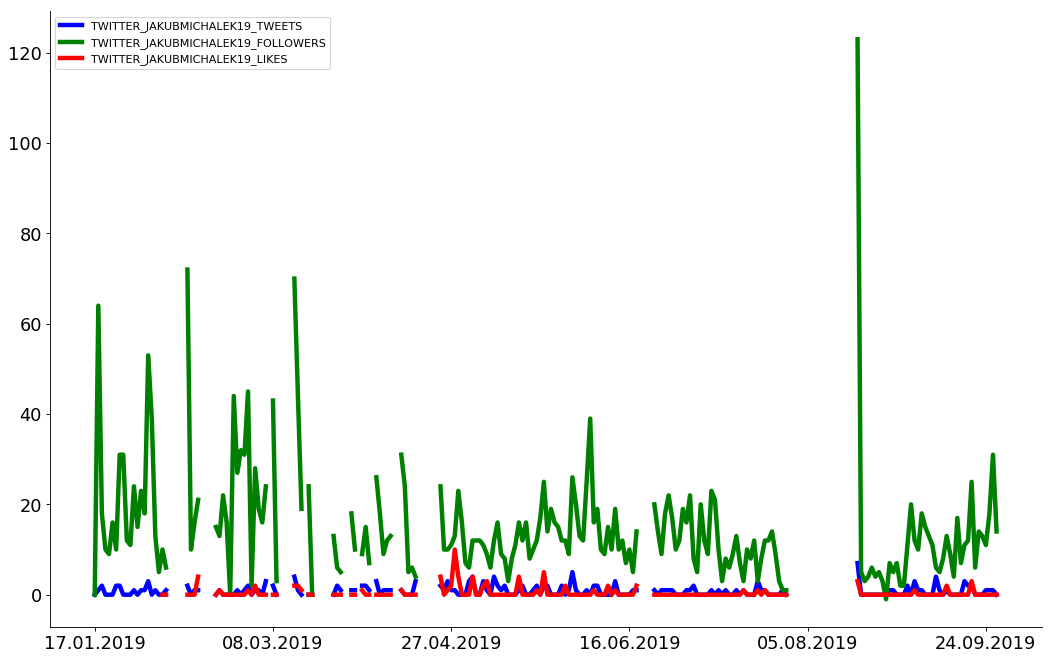 TWITTER_JAKUBMICHALEK19_TWEETS
TWITTER_JAKUBMICHALEK19_FOLLOWERS
TWITTER_JAKUBMICHALEK19_LIKES
120
100
80
60
40
20
0
17.01.2019 08.03.2019 27.04.2019 16.06.2019 05.08.2019 24.09.2019